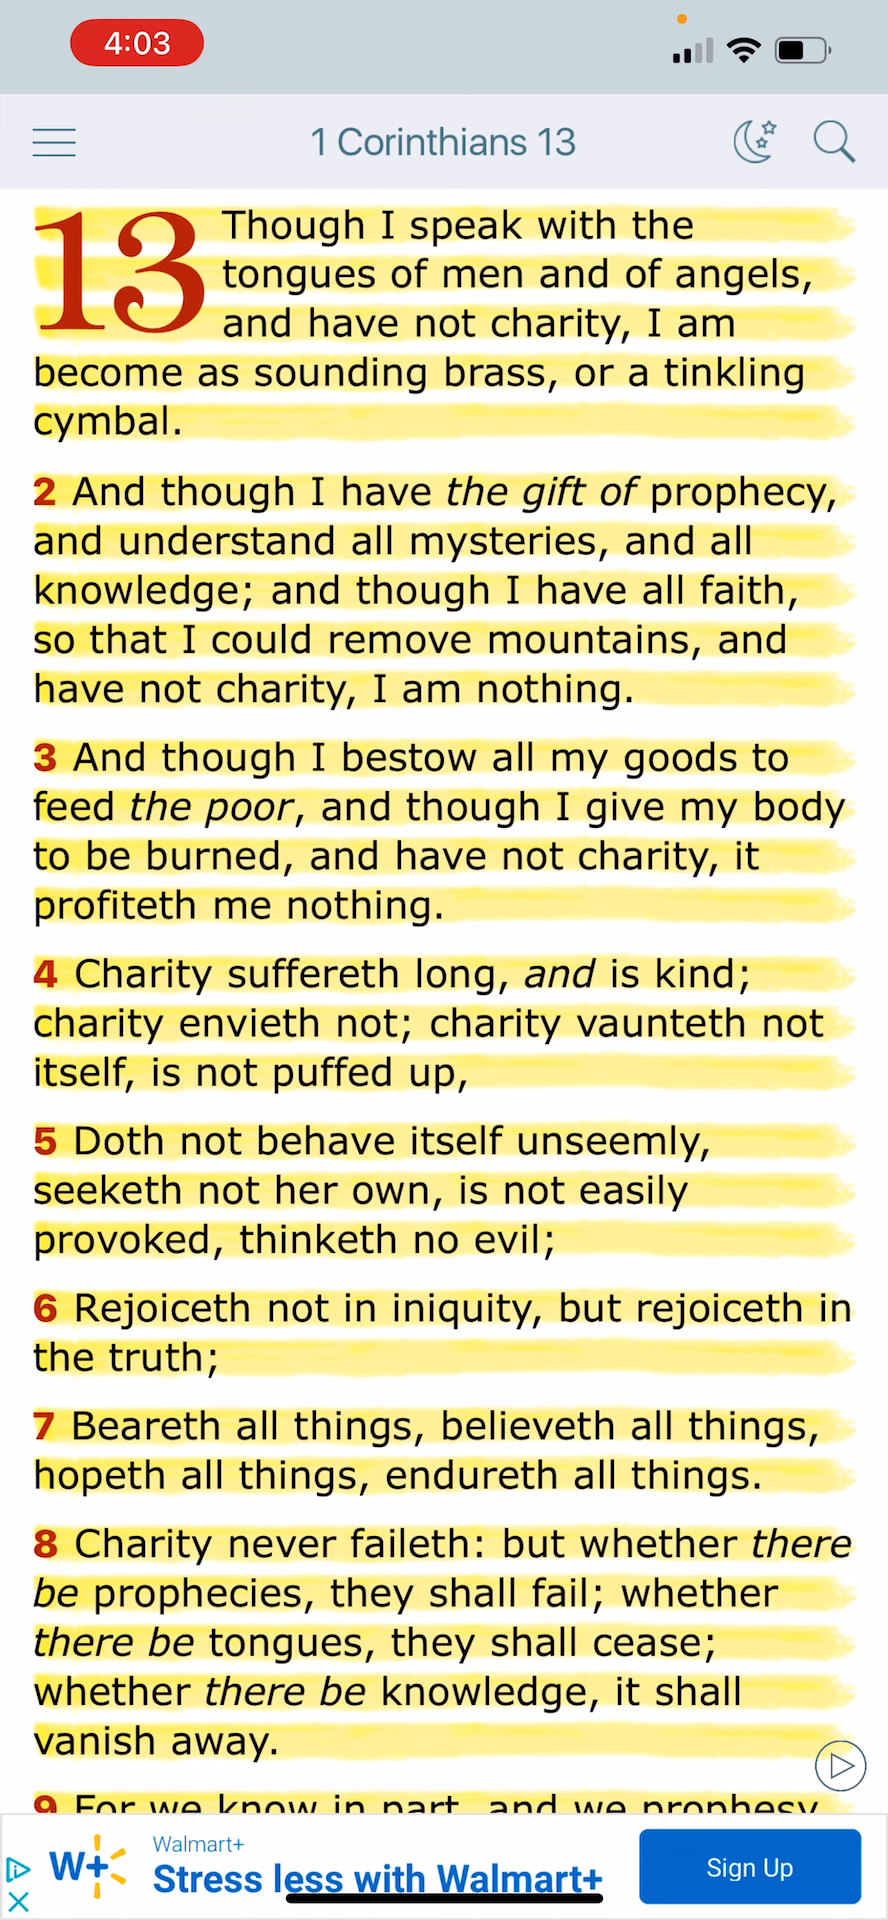 4:03
1 Corinthians 13
13 Though I speak with the
tongues of men and of angels,
and have not charity, I am
become as sounding brass, or a tinkling
cymbal.
2 And though I have the gift of prophecy,
and understand all mysteries, and all
knowledge; and though I have all faith,
so that I could remove mountains, and
have not charity, I am nothing.
3 And though I bestow all my goods to
feed the poor, and though I give my body
to be burned, and have not charity, it
profiteth me nothing.
4 Charity suffereth long, and is kind;
charity envieth not; charity vaunteth not
itself, is not puffed up,
5 Doth not behave itself unseemly,
seeketh not her own, is not easily
provoked, thinketh no evil;
6 Rejoiceth not in iniquity, but rejoiceth in
the truth;
7 Beareth all things, believeth all things,
hopeth all things, endureth all things.
8 Charity never faileth: but whether there
be prophecies, they shall fail; whether
there be tongues, they shall cease;
whether there be knowledge, it shall
vanish away.
9 For we know in part, and we prophesy
W+
Walmart+
Stress less with Walmart+
Sign Up